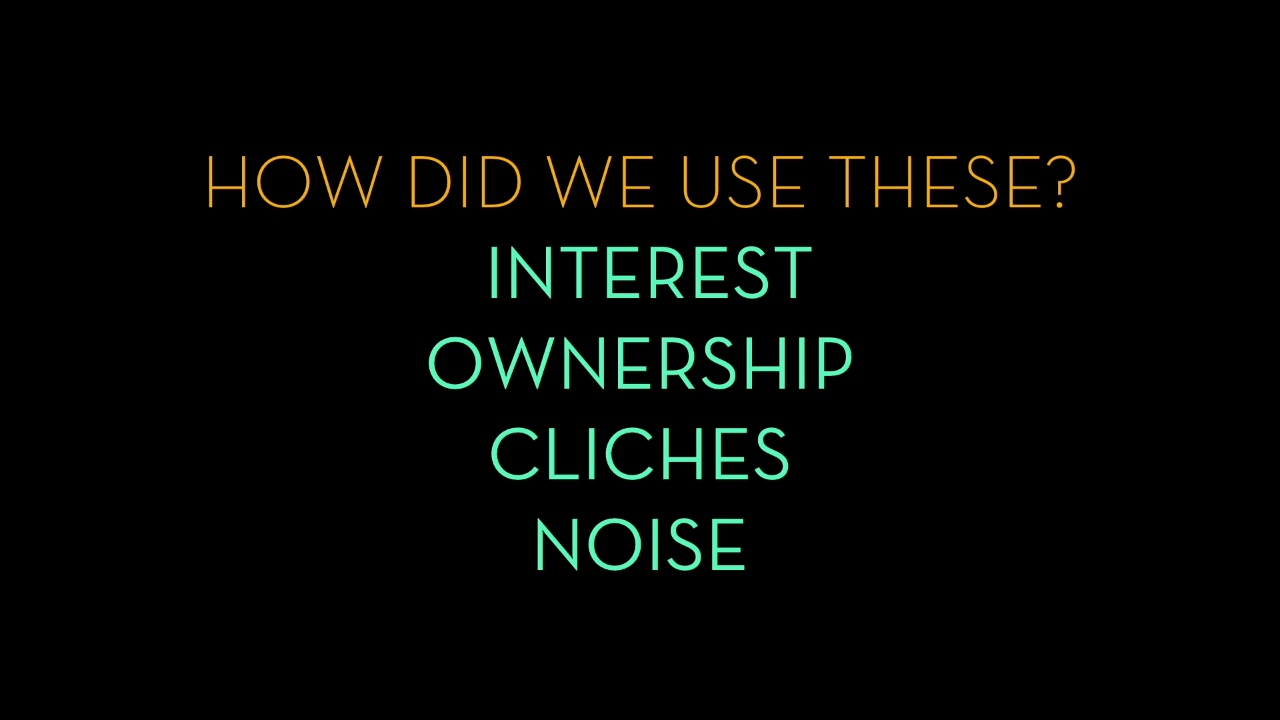 HOW DID WE USE THESE?
INTEREST
OWNERSHIP
CLICHES
NOISE